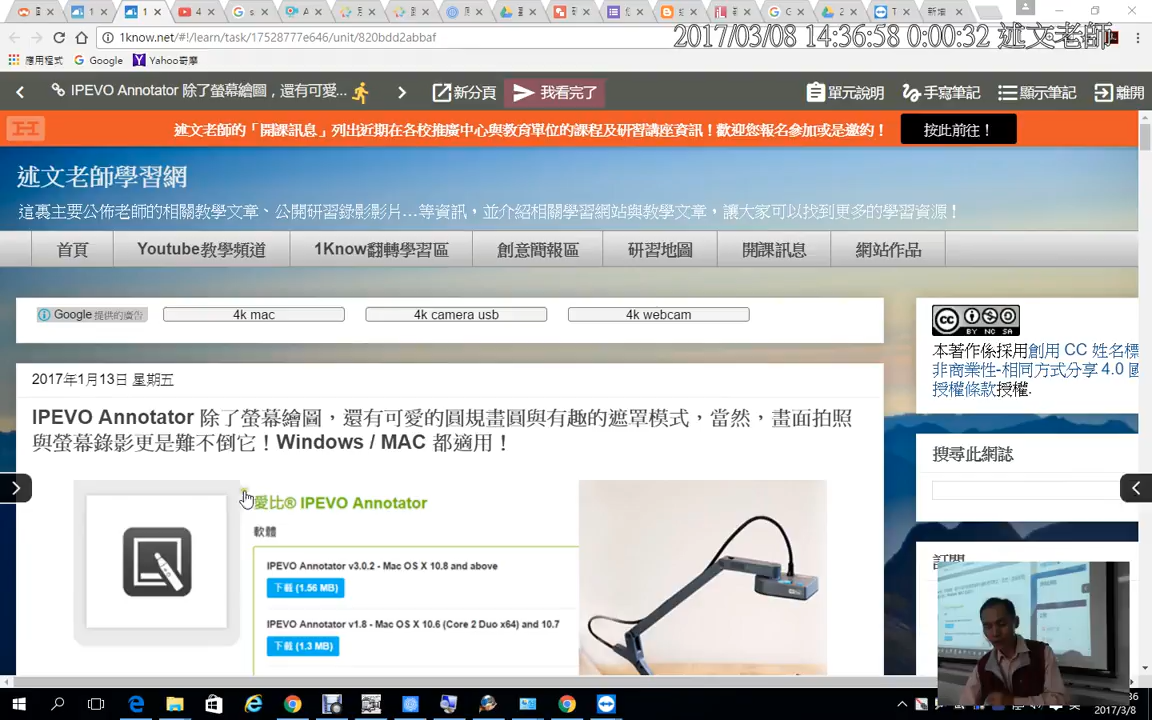 1
1
4
G s
A
T
新增
1know.net/#!/learn/task/17528777e646/unit/820bdd2abbaf
2017/03/08 14:36:58 0:00:32 述文老師
應用程式
Google
Yahoo奇摩
IPEVO Annotator 除了螢幕繪圖，還有可愛...
新分頁
我看完了
單元說明
手寫筆記
顯示筆記
離開
述文老師的「開課訊息」列出近期在各校推廣中心與教育單位的課程及研習講座資訊！歡迎您報名參加或是邀約！
按此前往！
述文老師學習網
這裏主要公佈老師的相關教學文章、公開研習錄影影片...等資訊，並介紹相關學習網站與教學文章，讓大家可以找到更多的學習資源！
首頁
Youtube教學頻道
1Know翻轉學習區
創意簡報區
研習地圖
開課訊息
網站作品
Google 提供的廣告
4k mac
4k camera usb
4k webcam
cc
BY NC SA
本著作係採用創用 CC 姓名標
非商業性-相同方式分享 4.0 國
授權條款授權.
2017年1月13日 星期五
IPEVO Annotator 除了螢幕繪圖，還有可愛的圓規畫圓與有趣的遮罩模式，當然，畫面拍照
與螢幕錄影更是難不倒它！Windows / MAC 都適用！
搜尋此網誌
愛比® IPEVO Annotator
軟體
IPEVO Annotator v3.0.2 - Mac OS X 10.8 and above
下載 (1.56 MB)
IPEVO Annotator v1.8 - Mac OS X 10.6 (Core 2 Duo x64) and 10.7
下載 (1.3 MB)
訂閱
2017/3/8